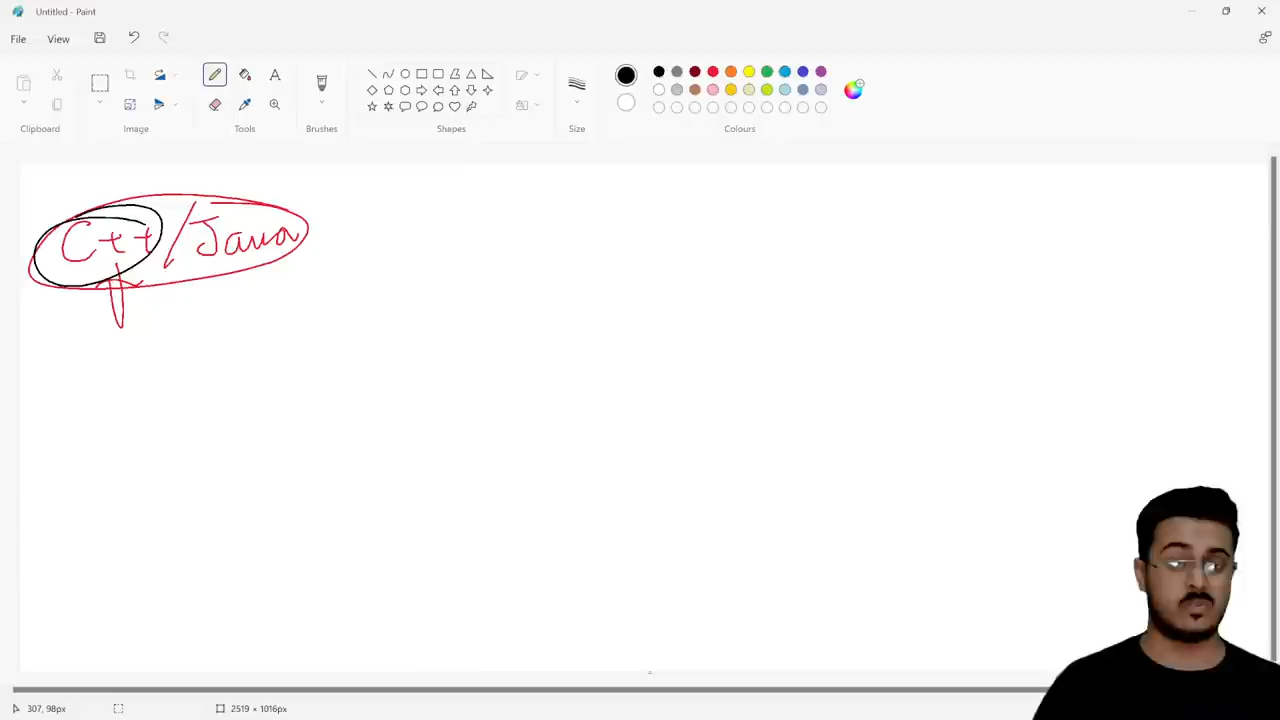 Untitled - Paint
File View
Clipboard Image Tools Brushes Shapes Size Colours
C++ / Java
307, 98px 2519 × 1016px